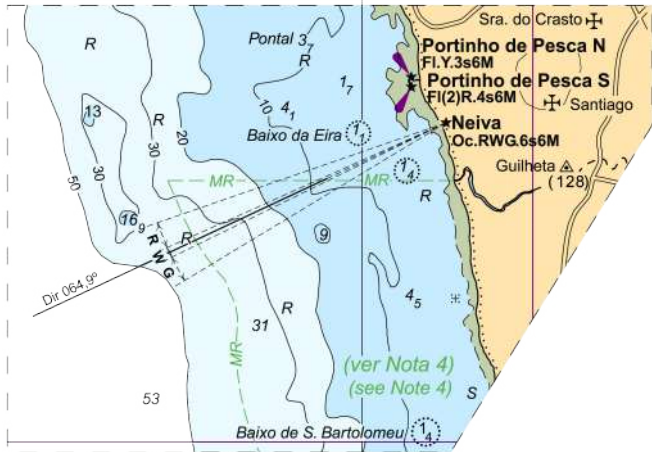 Sra. do Crasto
R
Pontal 3₇
R
Portinho de Pesca N
Fl.Y.3s6M
Portinho de Pesca S
Fl(2)R.4s6M
1₇
Santiago
13
10
4₁
R
20
Baixo da Eira
1₁
Neiva
Oc.RWG.6s6M
30
30
50
MR
MR
1₄
Guilheta
(128)
R
16₉
R W G
R
9
Dir 064,9º
4₅
R
31
MR
(ver Nota 4)
(see Note 4)
53
S
Baixo de S. Bartolomeu
1₄